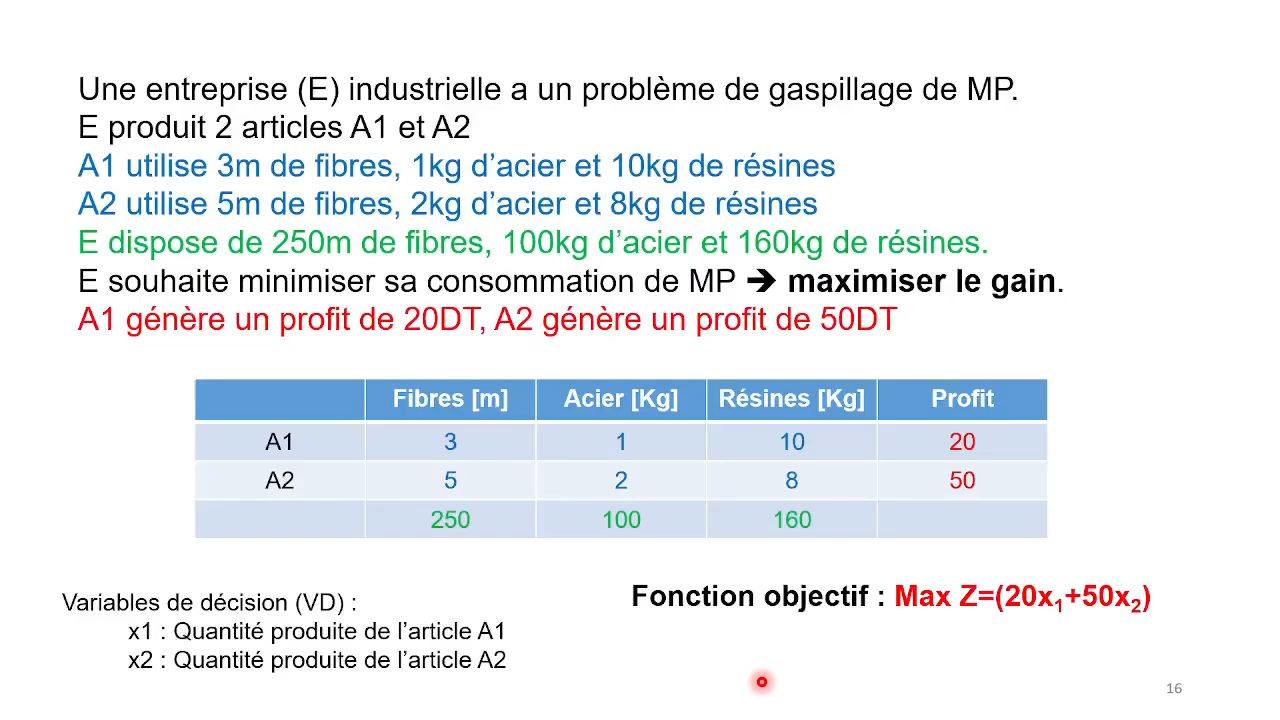 Une entreprise (E) industrielle a un problème de gaspillage de MP.
E produit 2 articles A1 et A2
A1 utilise 3m de fibres, 1kg d’acier et 10kg de résines
A2 utilise 5m de fibres, 2kg d’acier et 8kg de résines
E dispose de 250m de fibres, 100kg d’acier et 160kg de résines.
E souhaite minimiser sa consommation de MP ➔ maximiser le gain.
A1 génère un profit de 20DT, A2 génère un profit de 50DT
Fibres [m] Acier [Kg] Résines [Kg] Profit
A1 3 1 10 20
A2 5 2 8 50
250 100 160
Variables de décision (VD) :
x1 : Quantité produite de l’article A1
x2 : Quantité produite de l’article A2
Fonction objectif : Max Z=(20x₁+50x₂)
16